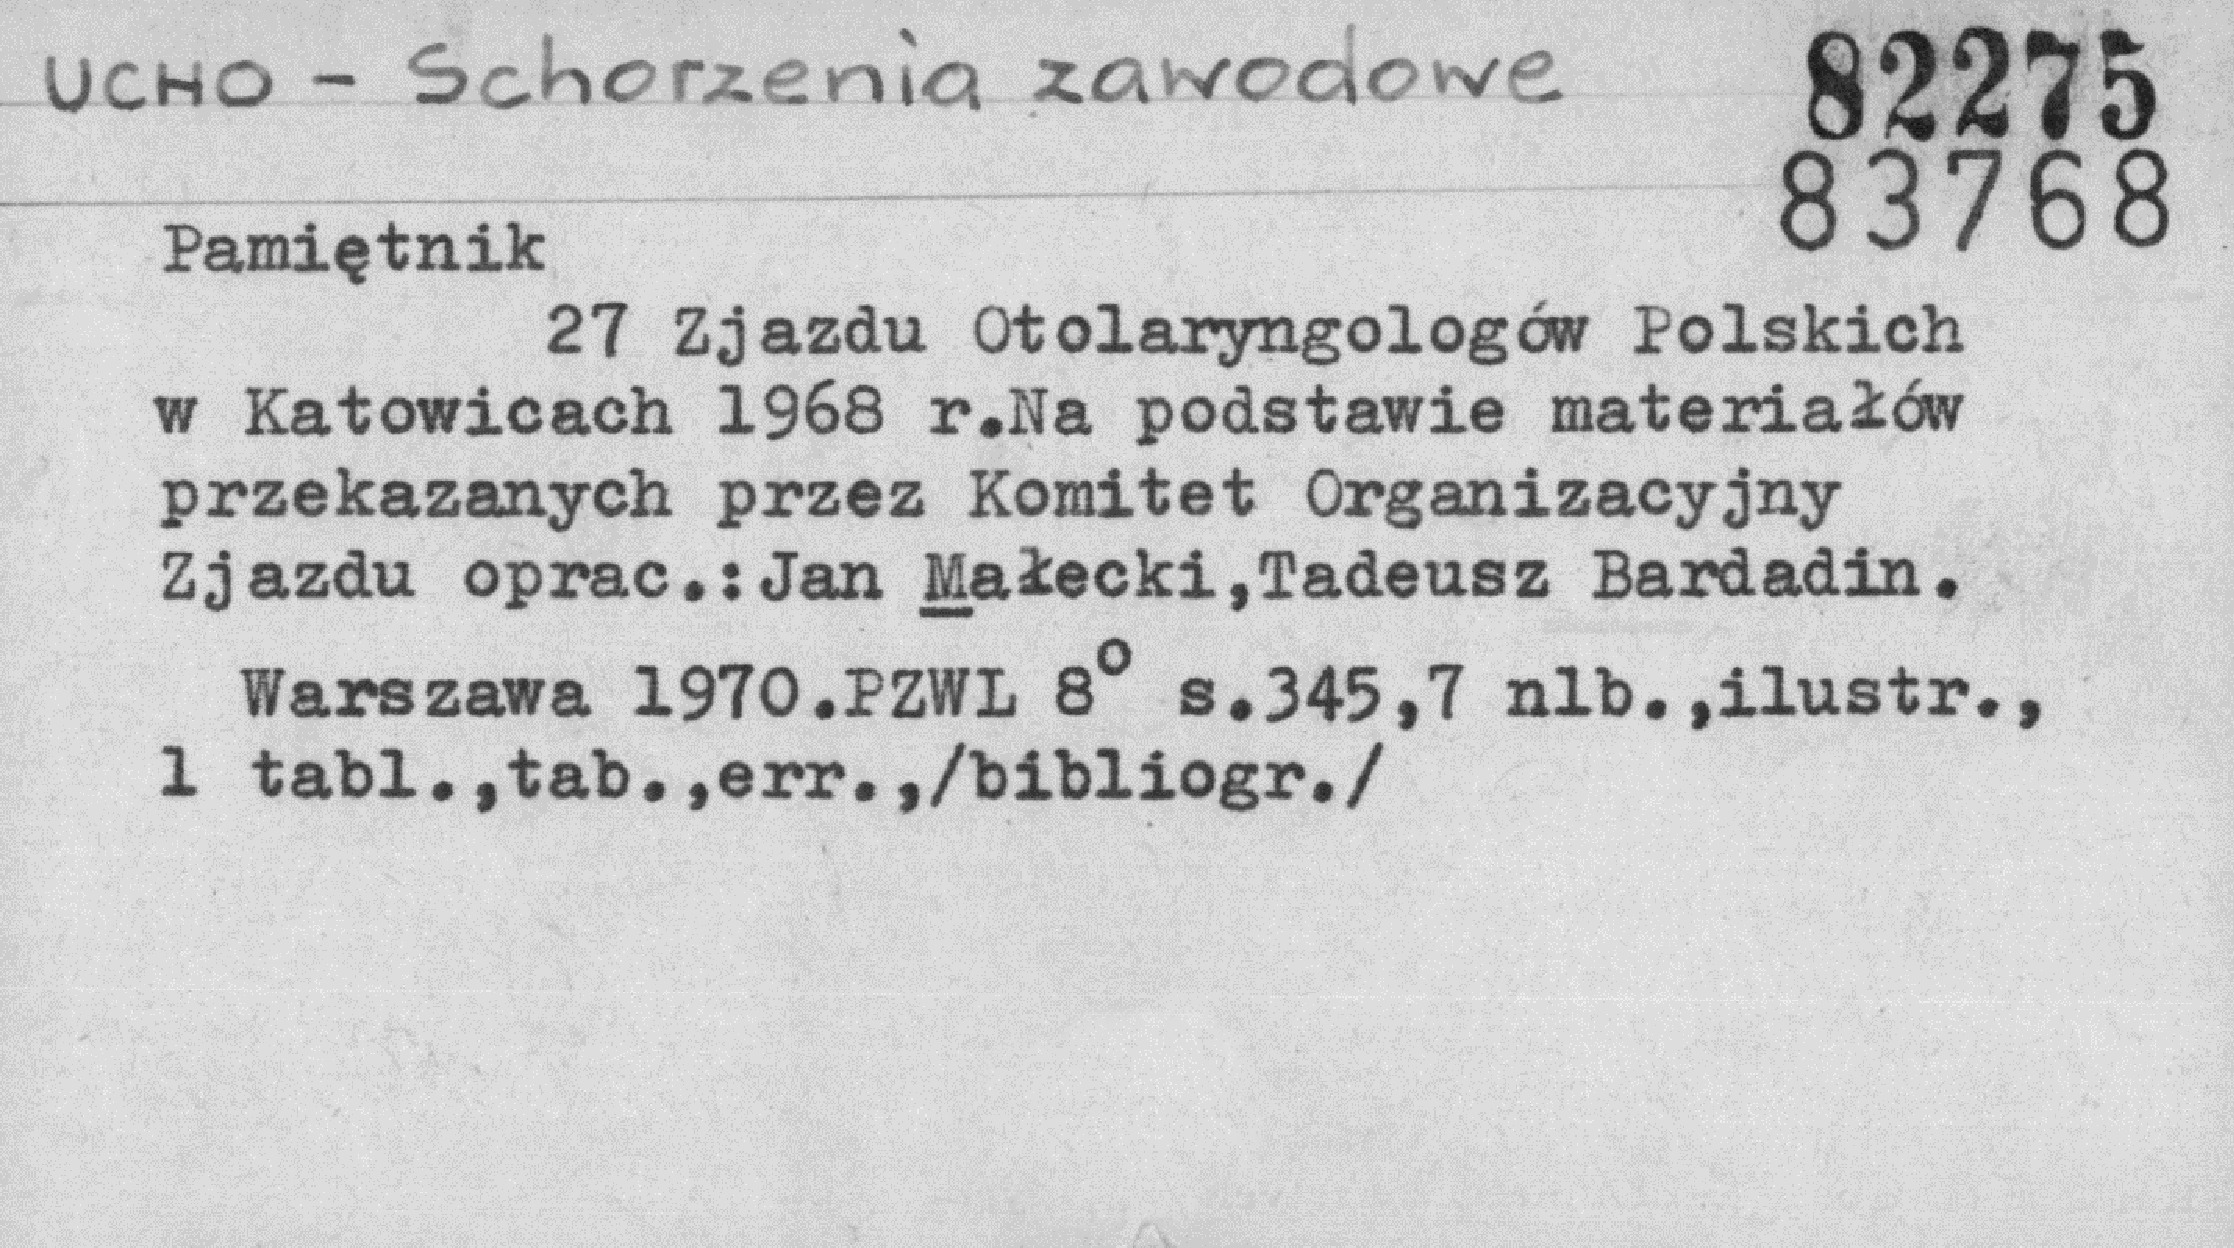 UCHO - Schorzenia zawodowe
82275
83768
Pamiętnik
27 Zjazdu Otolaryngologów Polskich
w Katowicach 1968 r.Na podstawie materiałów
przekazanych przez Komitet Organizacyjny
Zjazdu oprac.:Jan Małecki,Tadeusz Bardadin.
Warszawa 1970.PZWL 8° s.345,7 nlb.,ilustr.,
1 tabl.,tab.,err.,/bibliogr./